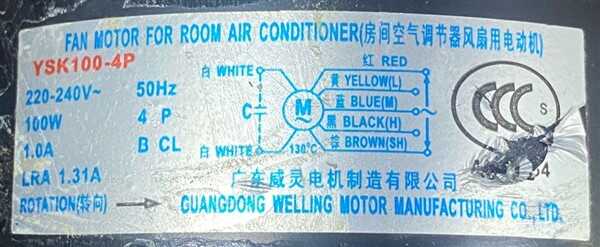 FAN MOTOR FOR ROOM AIR CONDITIONER(房间空气调节器风扇用电动机)
YSK100-4P
220-240V~ 50Hz
100W 4 P
1.0A B CL
LRA 1.31A
ROTATION(转向)
白 WHITE
C
白 WHITE
M
130°C
红 RED
黄 YELLOW(L)
蓝 BLUE(M)
黑 BLACK(H)
棕 BROWN(SH)
CCC
S
广东威灵电机制造有限公司
GUANGDONG WELLING MOTOR MANUFACTURING CO.,LTD.